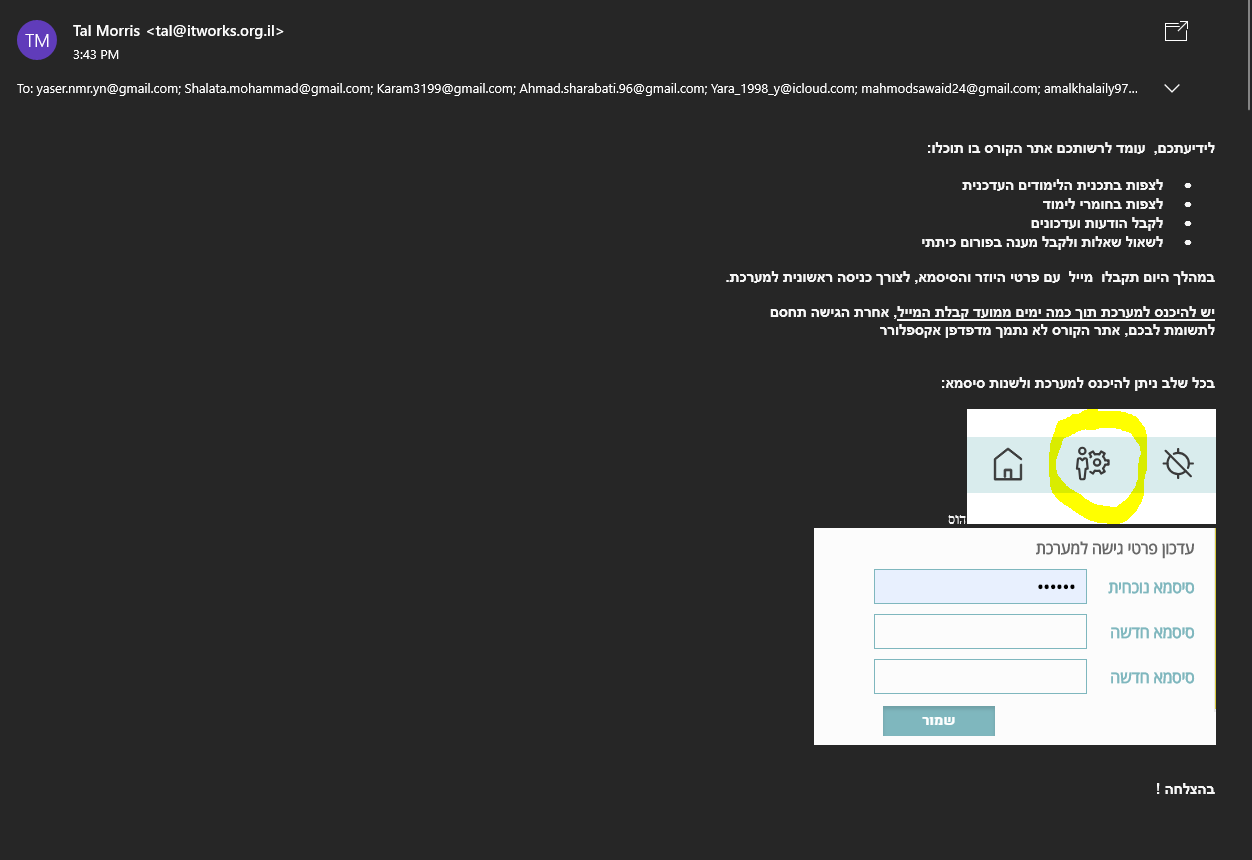 TM
Tal Morris <tal@itworks.org.il>
3:43 PM
To: yaser.nmr.yn@gmail.com; Shalata.mohammad@gmail.com; Karam3199@gmail.com; Ahmad.sharabati.96@gmail.com; Yara_1998_y@icloud.com; mahmodsawaid24@gmail.com; amalkhalaily97...
לידיעתכם, עומד לרשותכם אתר הקורס בו תוכלו:
• לצפות בתכנית הלימודים העדכנית
• לצפות בחומרי לימוד
• לקבל הודעות ועדכונים
• לשאול שאלות ולקבל מענה בפורום כיתתי
במהלך היום תקבלו מייל עם פרטי היוזר והסיסמא, לצורך כניסה ראשונית למערכת.
יש להיכנס למערכת תוך כמה ימים ממועד קבלת המייל, אחרת הגישה תחסם
לתשומת לבכם, אתר הקורס לא נתמך מדפדפן אקספלורר
בכל שלב ניתן להיכנס למערכת ולשנות סיסמא:
הוס
עדכון פרטי גישה למערכת
סיסמא נוכחית ••••••
סיסמא חדשה
סיסמא חדשה
שמור
בהצלחה !